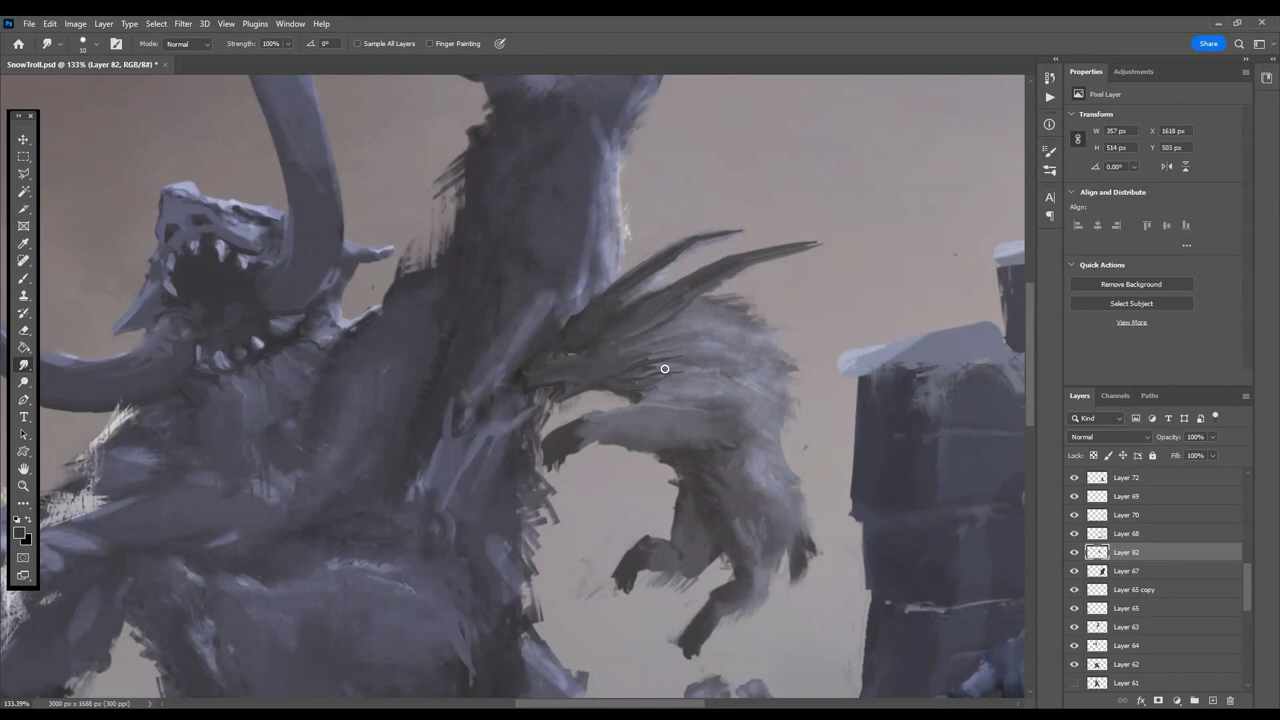 Ps File Edit Image Layer Type Select Filter 3D View Plugins Window Help
10 Mode: Normal Strength: 100% 0° Sample All Layers Finger Painting Share
SnowTroll.psd @ 133% (Layer 82, RGB/8#) *
Properties Adjustments
Pixel Layer
Transform
W 357 px X 1618 px
H 514 px Y 503 px
0.00°
Align and Distribute
Align:
Quick Actions
Remove Background
Select Subject
View More
Layers Channels Paths
Kind
Normal Opacity: 100%
Lock: Fill: 100%
Layer 72
Layer 69
Layer 70
Layer 68
Layer 82
Layer 67
Layer 65 copy
Layer 65
Layer 63
Layer 64
Layer 62
Layer 61
133.39% 3000 px x 1688 px (300 ppi)